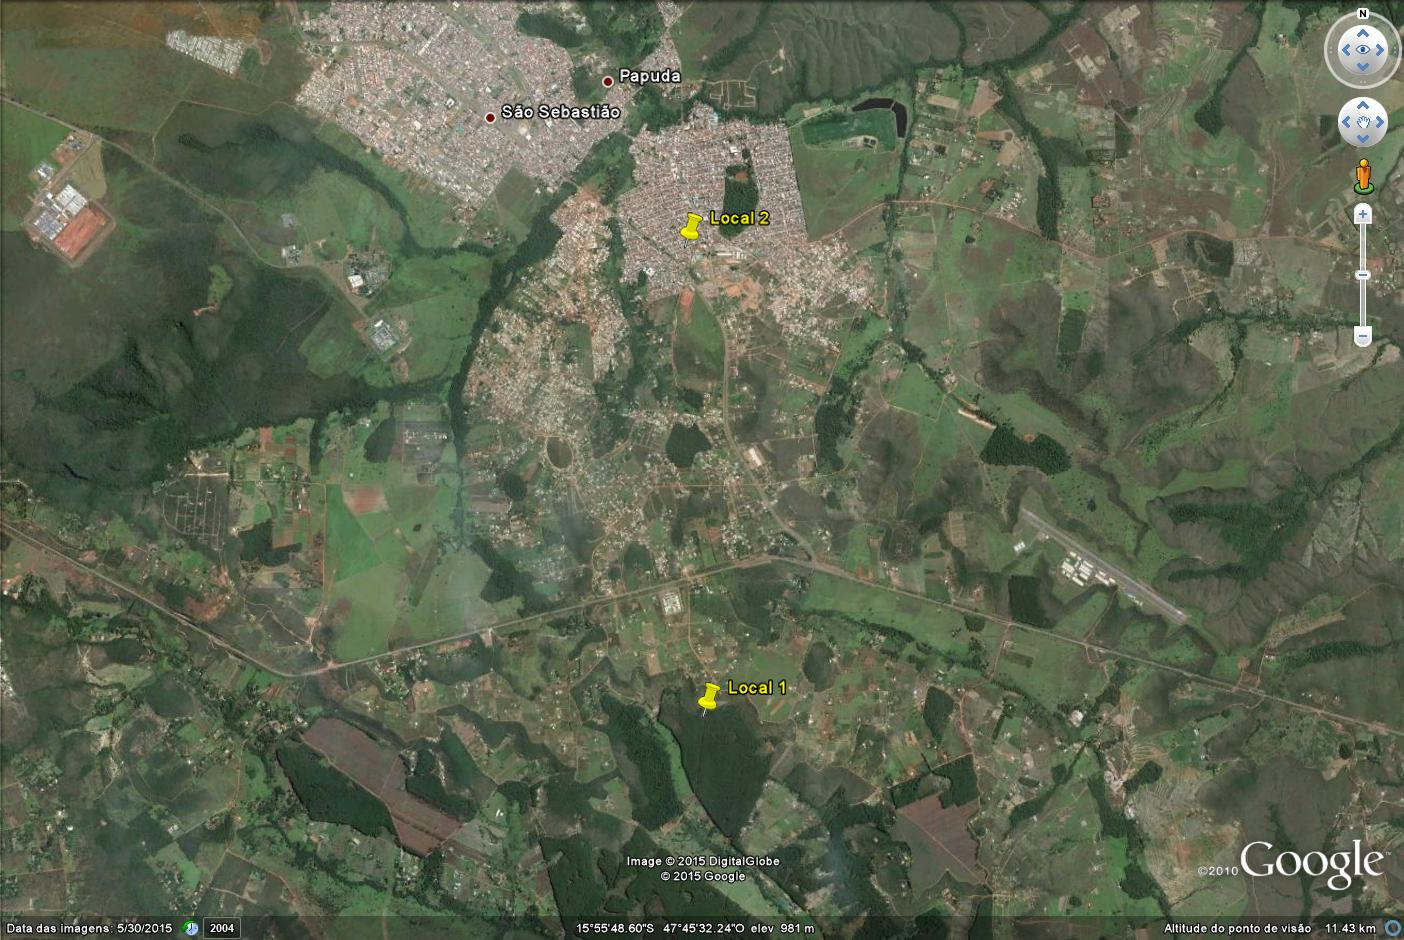 N
Papuda
São Sebastião
Local 2
Local 1
Image © 2015 DigitalGlobe
© 2015 Google
©2010 Google
Data das imagens: 5/30/2015 2004 15°55'48.60"S 47°45'32.24"O elev 981 m Altitude do ponto de visão 11.43 km